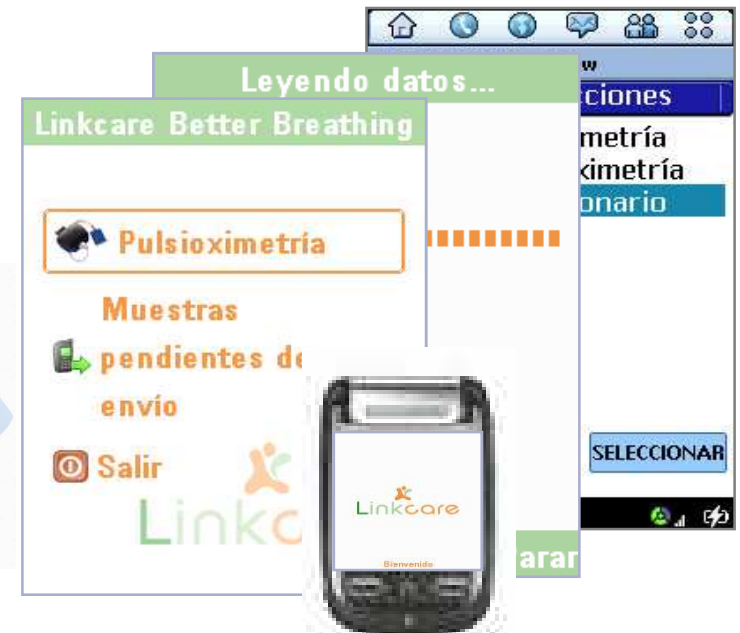 Linkcare Better Breathing
Pulsioximetría
Muestras
pendientes de
envío
Salir
Linkc
Leyendo datos...
arar
w
cciones
metría
ximetría
onario
SELECCIONAR
Linkcare
Bienvenido